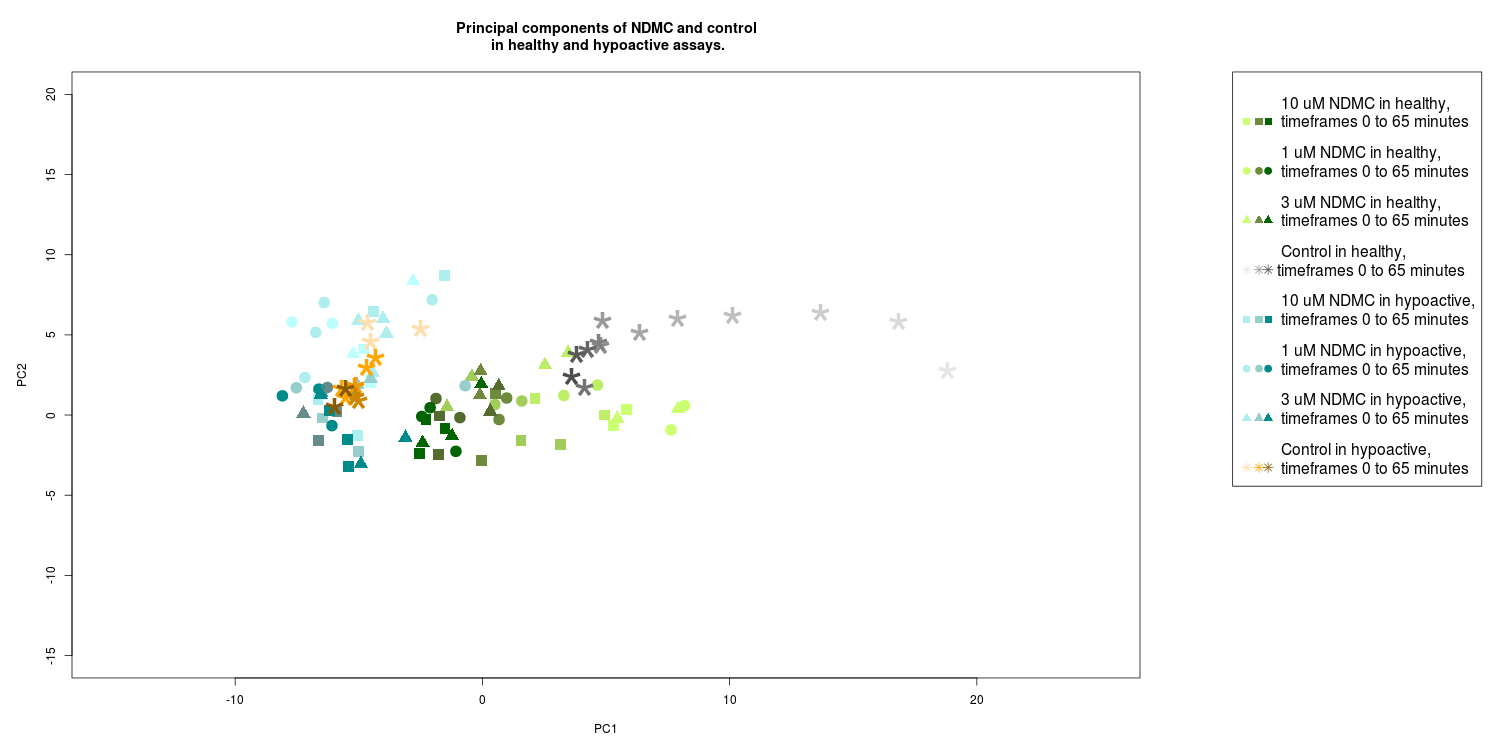 Principal components of NDMC and control
in healthy and hypoactive assays.
20
15
10
5
0
-5
-10
-15
PC2
-10
0
10
20
PC1
10 uM NDMC in healthy,
timeframes 0 to 65 minutes
1 uM NDMC in healthy,
timeframes 0 to 65 minutes
3 uM NDMC in healthy,
timeframes 0 to 65 minutes
Control in healthy,
timeframes 0 to 65 minutes
10 uM NDMC in hypoactive,
timeframes 0 to 65 minutes
1 uM NDMC in hypoactive,
timeframes 0 to 65 minutes
3 uM NDMC in hypoactive,
timeframes 0 to 65 minutes
Control in hypoactive,
timeframes 0 to 65 minutes